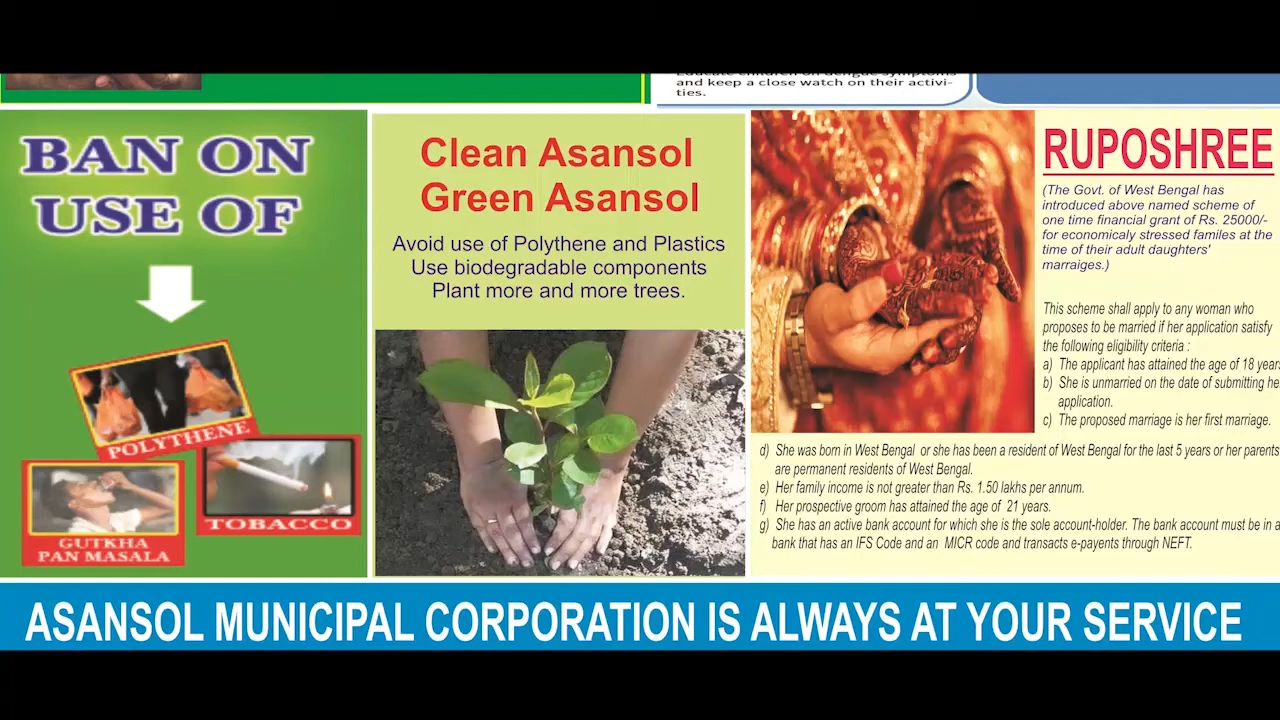 and keep a close watch on their activi-
ties.
BAN ON
USE OF
POLYTHENE
TOBACCO
GUTKHA
PAN MASALA
Clean Asansol
Green Asansol
Avoid use of Polythene and Plastics
Use biodegradable components
Plant more and more trees.
RUPOSHREE
(The Govt. of West Bengal has
introduced above named scheme of
one time financial grant of Rs. 25000/-
for economicaly stressed familes at the
time of their adult daughters'
marraiges.)
This scheme shall apply to any woman who
proposes to be married if her application satisfy
the following eligibility criteria :
a) The applicant has attained the age of 18 years
b) She is unmarried on the date of submitting he
application.
c) The proposed marriage is her first marriage.
d) She was born in West Bengal or she has been a resident of West Bengal for the last 5 years or her parents
are permanent residents of West Bengal.
e) Her family income is not greater than Rs. 1.50 lakhs per annum.
f) Her prospective groom has attained the age of 21 years.
g) She has an active bank account for which she is the sole account-holder. The bank account must be in a
bank that has an IFS Code and an MICR code and transacts e-payents through NEFT.
ASANSOL MUNICIPAL CORPORATION IS ALWAYS AT YOUR SERVICE